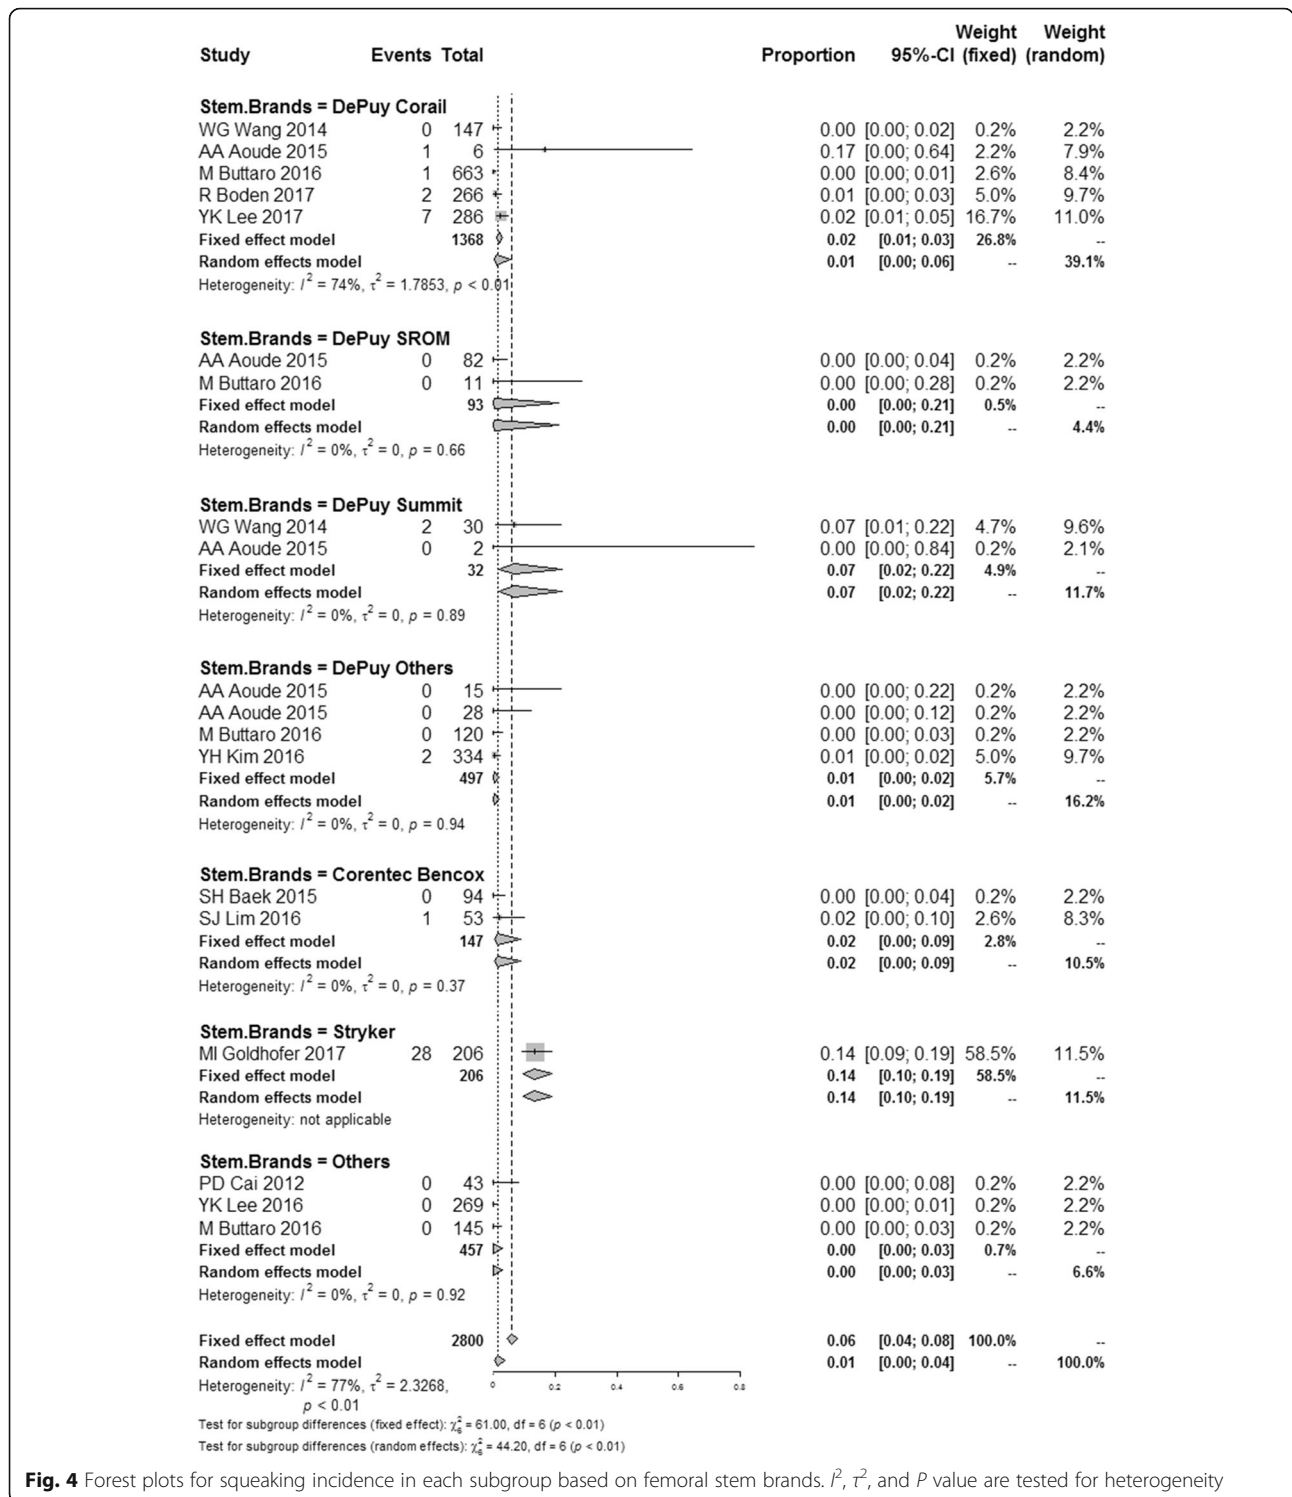 Study Events Total Proportion 95%-CI Weight (fixed) Weight (random)
Stem.Brands = DePuy Corail
WG Wang 2014 0 147 0.00 [0.00; 0.02] 0.2% 2.2%
AA Aoude 2015 1 6 0.17 [0.00; 0.64] 2.2% 7.9%
M Buttaro 2016 1 663 0.00 [0.00; 0.01] 2.6% 8.4%
R Boden 2017 2 266 0.01 [0.00; 0.03] 5.0% 9.7%
YK Lee 2017 7 286 0.02 [0.01; 0.05] 16.7% 11.0%
Fixed effect model 1368 0.02 [0.01; 0.03] 26.8% --
Random effects model 0.01 [0.00; 0.06] -- 39.1%
Heterogeneity: I² = 74%, τ² = 1.7853, p < 0.01
Stem.Brands = DePuy SROM
AA Aoude 2015 0 82 0.00 [0.00; 0.04] 0.2% 2.2%
M Buttaro 2016 0 11 0.00 [0.00; 0.28] 0.2% 2.2%
Fixed effect model 93 0.00 [0.00; 0.21] 0.5% --
Random effects model 0.00 [0.00; 0.21] -- 4.4%
Heterogeneity: I² = 0%, τ² = 0, p = 0.66
Stem.Brands = DePuy Summit
WG Wang 2014 2 30 0.07 [0.01; 0.22] 4.7% 9.6%
AA Aoude 2015 0 2 0.00 [0.00; 0.84] 0.2% 2.1%
Fixed effect model 32 0.07 [0.02; 0.22] 4.9% --
Random effects model 0.07 [0.02; 0.22] -- 11.7%
Heterogeneity: I² = 0%, τ² = 0, p = 0.89
Stem.Brands = DePuy Others
AA Aoude 2015 0 15 0.00 [0.00; 0.22] 0.2% 2.2%
AA Aoude 2015 0 28 0.00 [0.00; 0.12] 0.2% 2.2%
M Buttaro 2016 0 120 0.00 [0.00; 0.03] 0.2% 2.2%
YH Kim 2016 2 334 0.01 [0.00; 0.02] 5.0% 9.7%
Fixed effect model 497 0.01 [0.00; 0.02] 5.7% --
Random effects model 0.01 [0.00; 0.02] -- 16.2%
Heterogeneity: I² = 0%, τ² = 0, p = 0.94
Stem.Brands = Corentec Bencox
SH Baek 2015 0 94 0.00 [0.00; 0.04] 0.2% 2.2%
SJ Lim 2016 1 53 0.02 [0.00; 0.10] 2.6% 8.3%
Fixed effect model 147 0.02 [0.00; 0.09] 2.8% --
Random effects model 0.02 [0.00; 0.09] -- 10.5%
Heterogeneity: I² = 0%, τ² = 0, p = 0.37
Stem.Brands = Stryker
MI Goldhofer 2017 28 206 0.14 [0.09; 0.19] 58.5% 11.5%
Fixed effect model 206 0.14 [0.10; 0.19] 58.5% --
Random effects model 0.14 [0.10; 0.19] -- 11.5%
Heterogeneity: not applicable
Stem.Brands = Others
PD Cai 2012 0 43 0.00 [0.00; 0.08] 0.2% 2.2%
YK Lee 2016 0 269 0.00 [0.00; 0.01] 0.2% 2.2%
M Buttaro 2016 0 145 0.00 [0.00; 0.03] 0.2% 2.2%
Fixed effect model 457 0.00 [0.00; 0.03] 0.7% --
Random effects model 0.00 [0.00; 0.03] -- 6.6%
Heterogeneity: I² = 0%, τ² = 0, p = 0.92
Fixed effect model 2800 0.06 [0.04; 0.08] 100.0% --
Random effects model 0.01 [0.00; 0.04] -- 100.0%
Heterogeneity: I² = 77%, τ² = 2.3268,
p < 0.01
0 0.2 0.4 0.6 0.8
Test for subgroup differences (fixed effect): χ²₆ = 61.00, df = 6 (p < 0.01)
Test for subgroup differences (random effects): χ²₆ = 44.20, df = 6 (p < 0.01)
Fig. 4 Forest plots for squeaking incidence in each subgroup based on femoral stem brands. I², τ², and P value are tested for heterogeneity